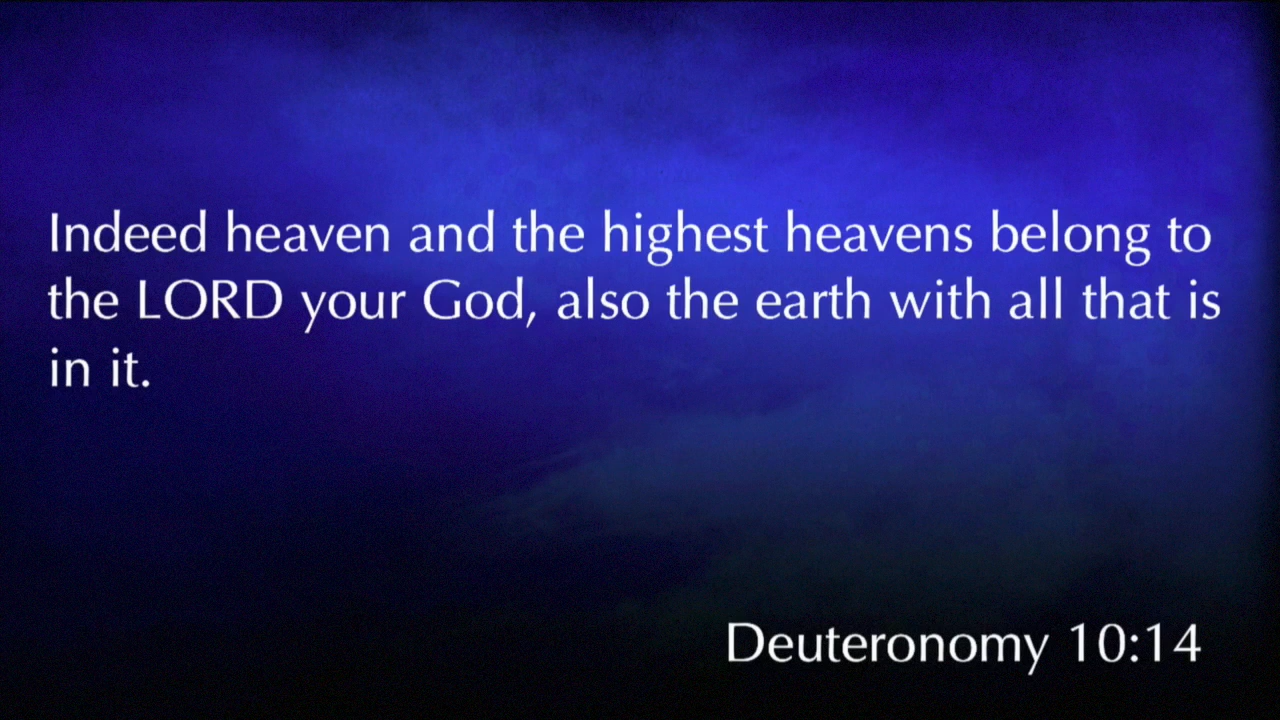 Indeed heaven and the highest heavens belong to
the LORD your God, also the earth with all that is
in it.
Deuteronomy 10:14